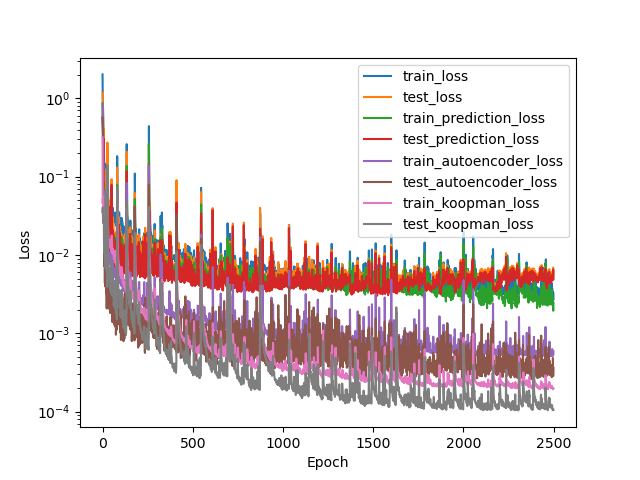 train_loss
test_loss
train_prediction_loss
test_prediction_loss
train_autoencoder_loss
test_autoencoder_loss
train_koopman_loss
test_koopman_loss
10⁰
10⁻¹
10⁻²
10⁻³
10⁻⁴
Loss
0 500 1000 1500 2000 2500
Epoch